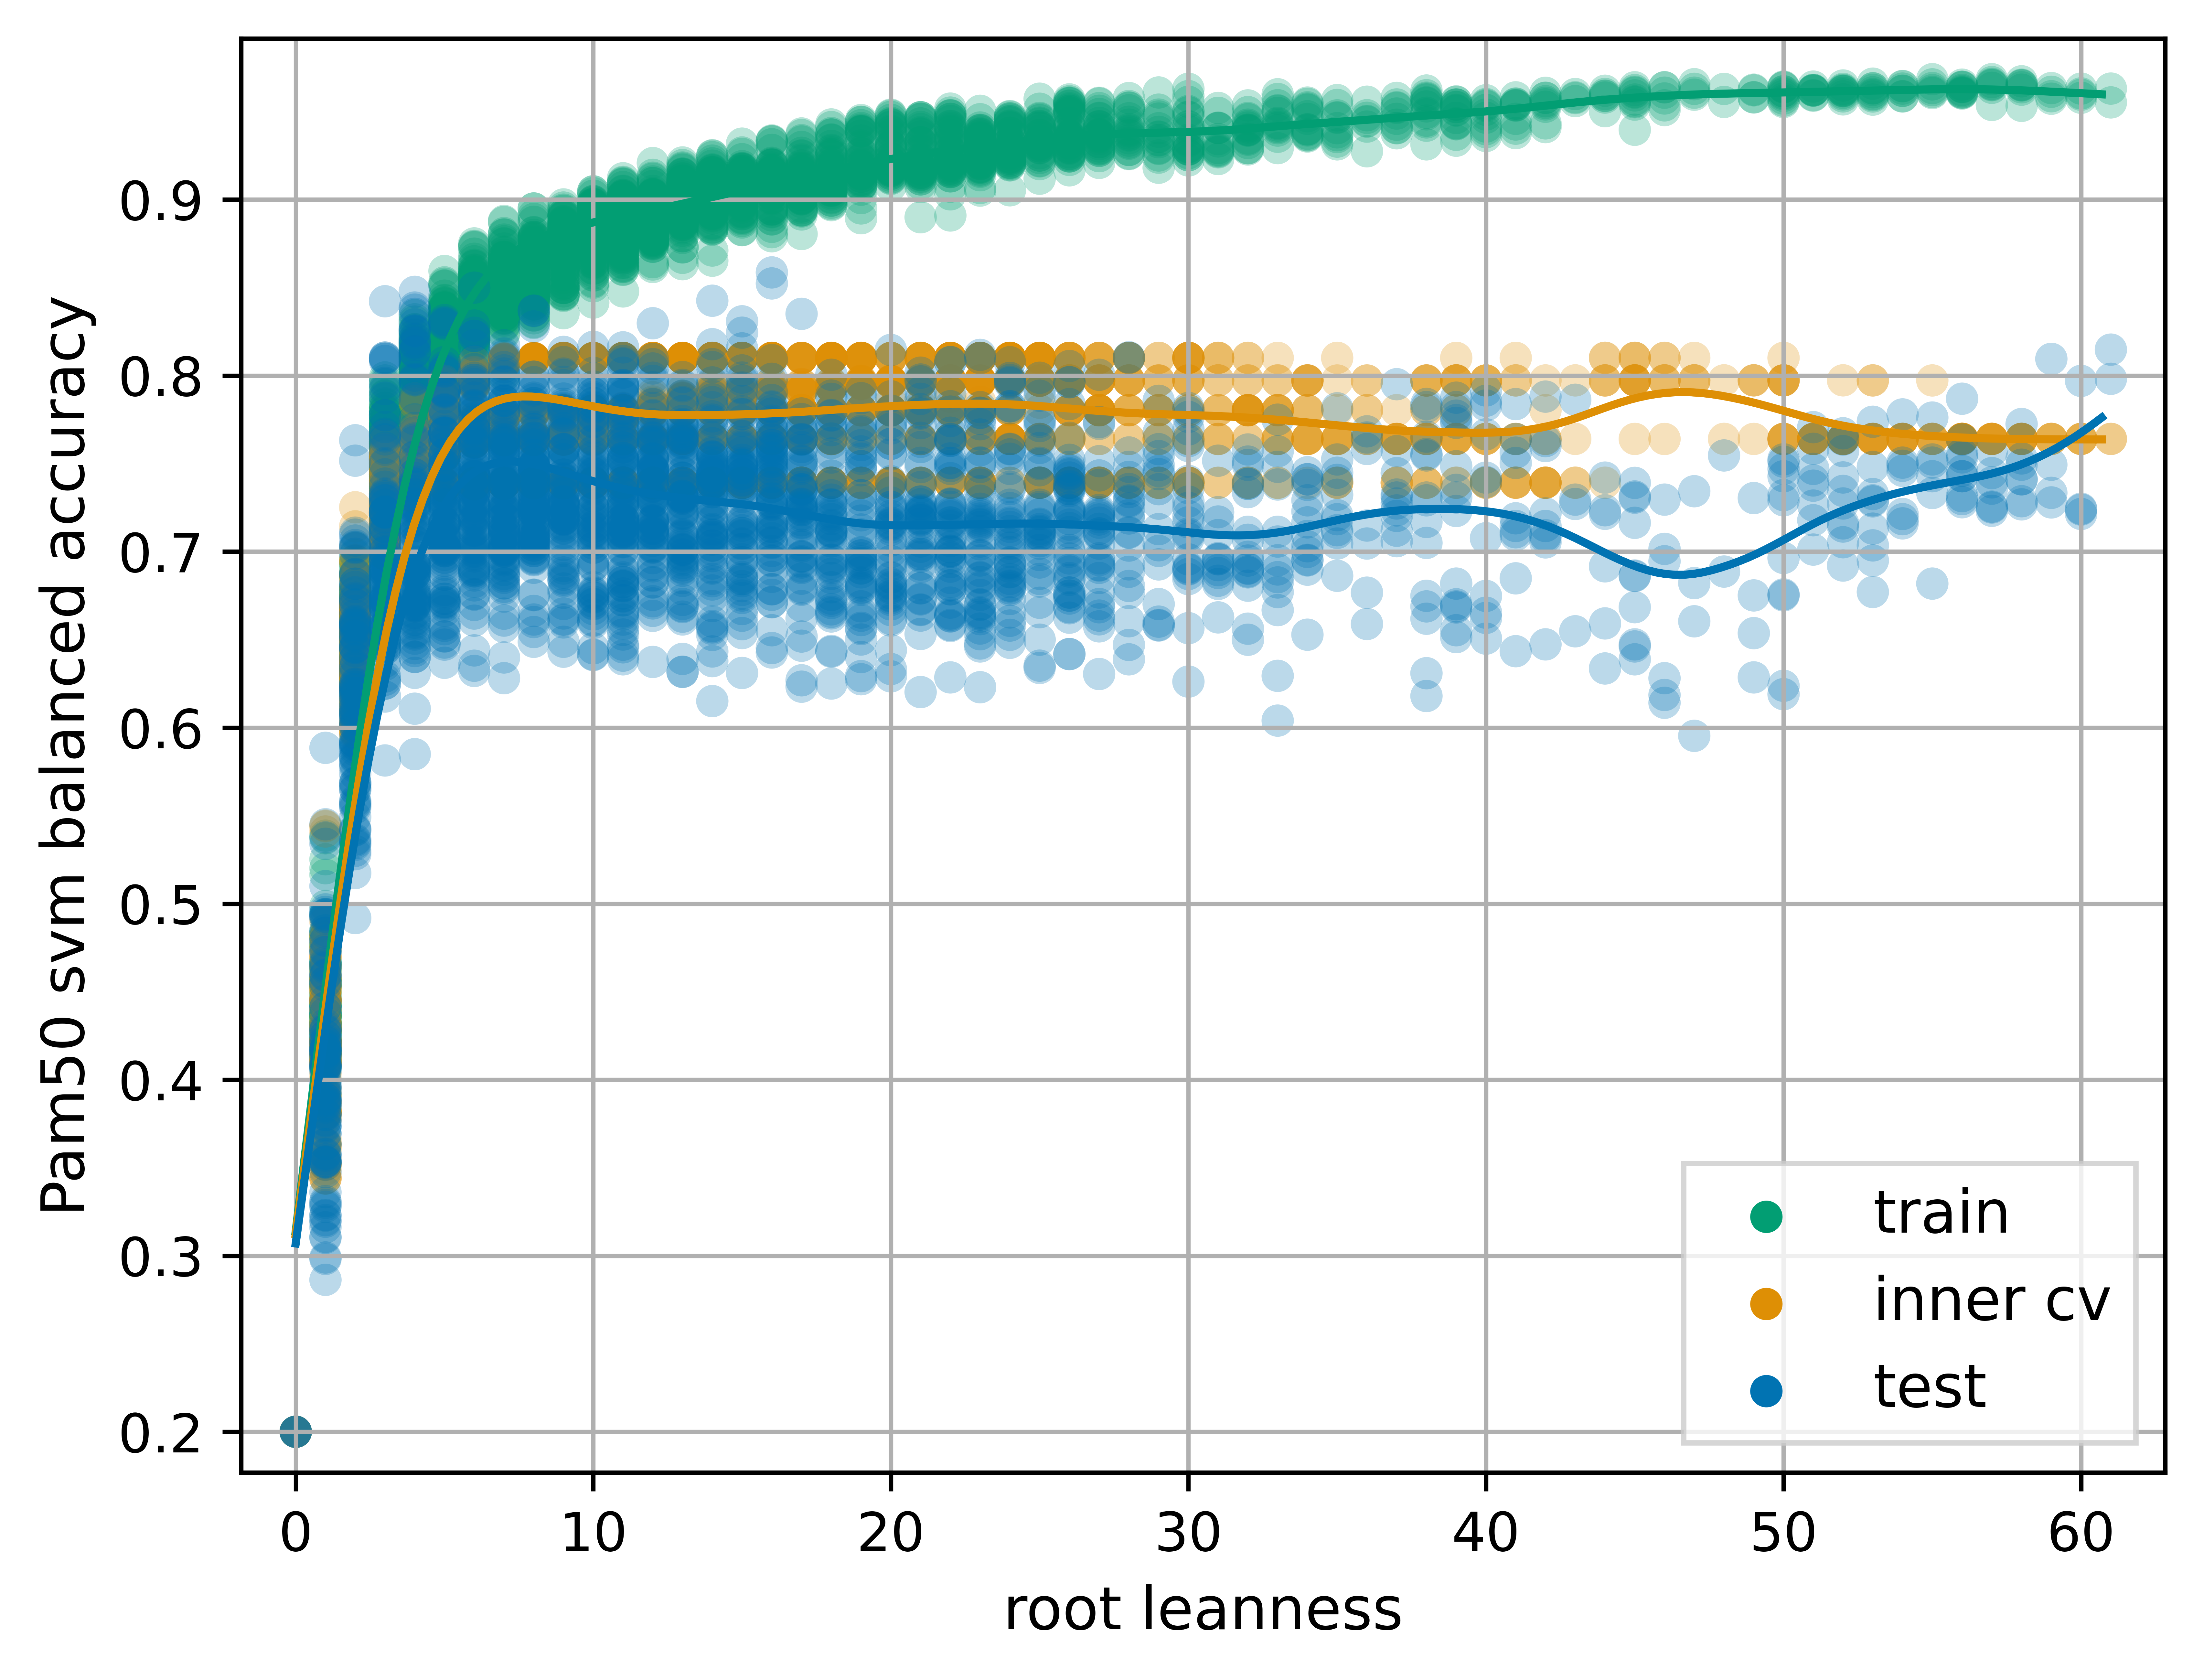 Pam50 svm balanced accuracy
0.9
0.8
0.7
0.6
0.5
0.4
0.3
0.2
0 10 20 30 40 50 60
root leanness
train
inner cv
test